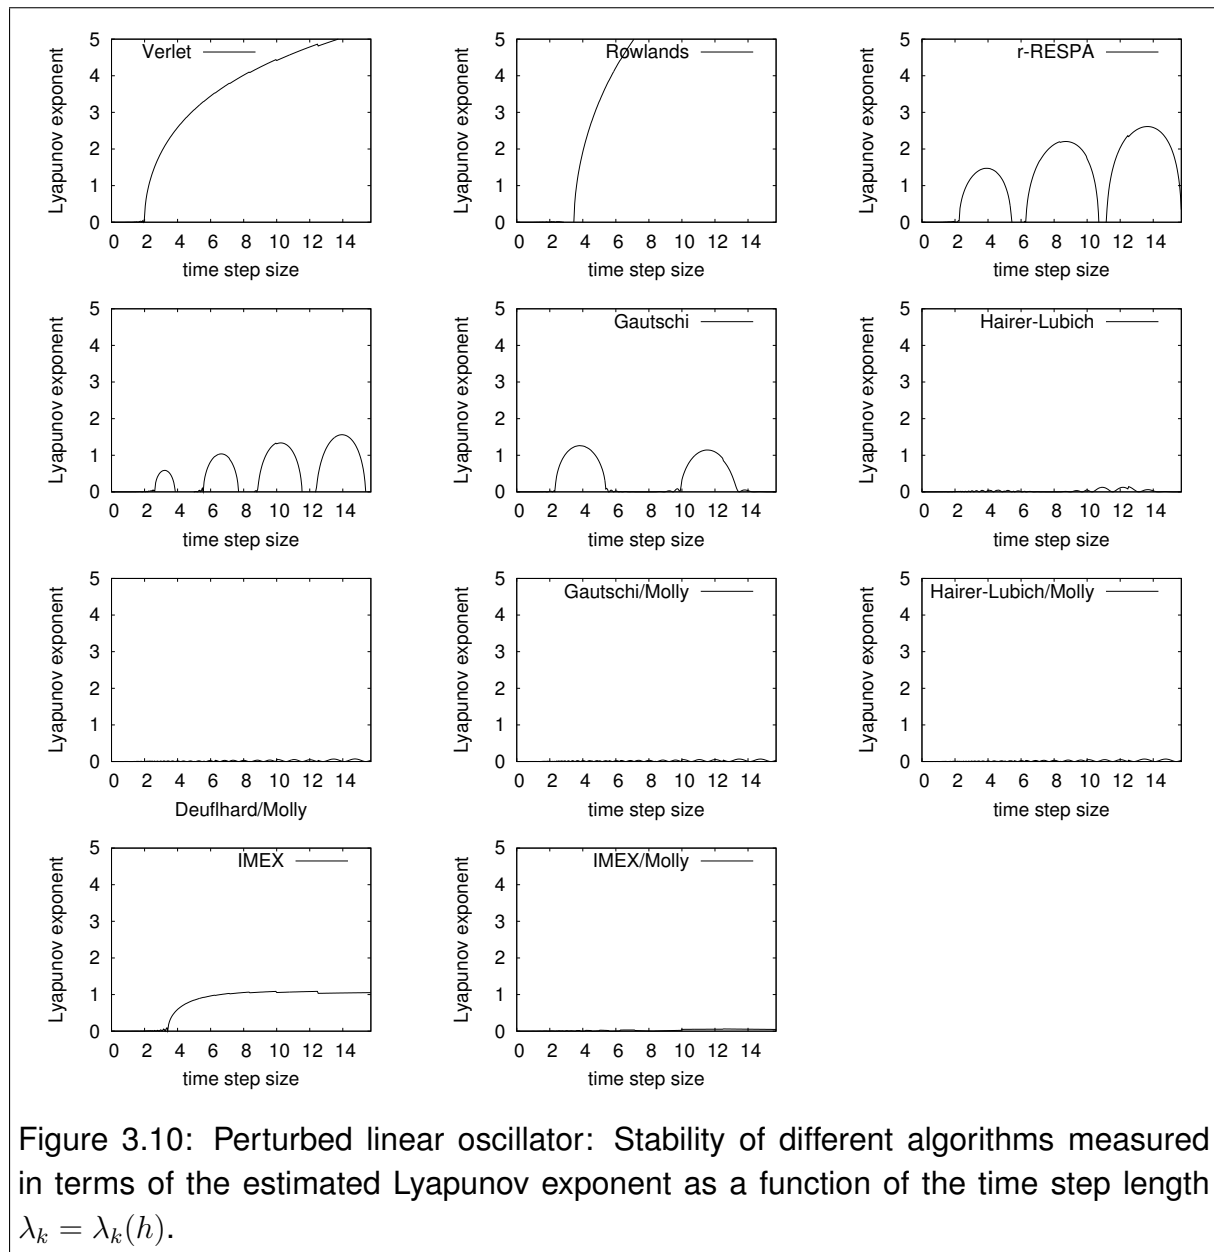 Lyapunov exponent
5
4
3
2
1
0
Verlet
0 2 4 6 8 10 12 14
time step size
Lyapunov exponent
5
4
3
2
1
0
Rowlands
0 2 4 6 8 10 12 14
time step size
Lyapunov exponent
5
4
3
2
1
0
r-RESPA
0 2 4 6 8 10 12 14
time step size
Lyapunov exponent
5
4
3
2
1
0
0 2 4 6 8 10 12 14
time step size
Lyapunov exponent
5
4
3
2
1
0
Gautschi
0 2 4 6 8 10 12 14
time step size
Lyapunov exponent
5
4
3
2
1
0
Hairer-Lubich
0 2 4 6 8 10 12 14
time step size
Lyapunov exponent
5
4
3
2
1
0
0 2 4 6 8 10 12 14
Deuflhard/Molly
Lyapunov exponent
5
4
3
2
1
0
Gautschi/Molly
0 2 4 6 8 10 12 14
time step size
Lyapunov exponent
5
4
3
2
1
0
Hairer-Lubich/Molly
0 2 4 6 8 10 12 14
time step size
Lyapunov exponent
5
4
3
2
1
0
IMEX
0 2 4 6 8 10 12 14
time step size
Lyapunov exponent
5
4
3
2
1
0
IMEX/Molly
0 2 4 6 8 10 12 14
time step size
Figure 3.10: Perturbed linear oscillator: Stability of different algorithms measured
in terms of the estimated Lyapunov exponent as a function of the time step length
λₖ = λₖ(h).